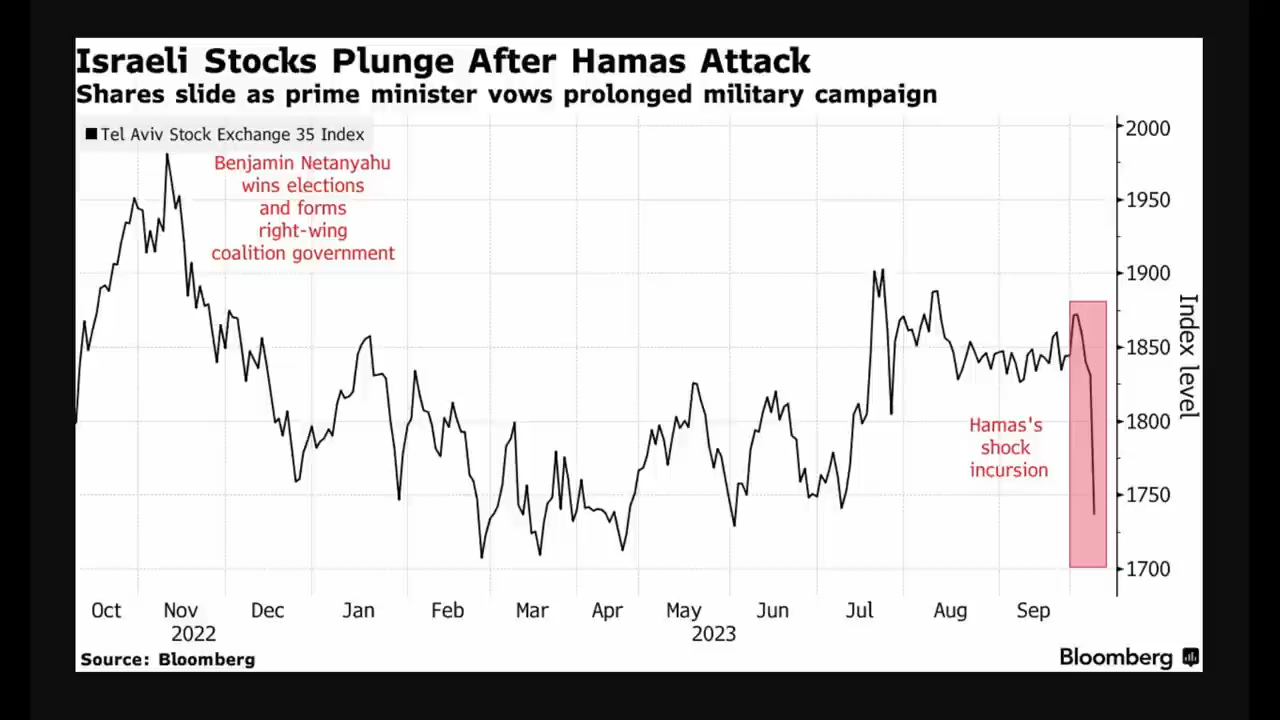 Israeli Stocks Plunge After Hamas Attack
Shares slide as prime minister vows prolonged military campaign
Tel Aviv Stock Exchange 35 Index
Benjamin Netanyahu
wins elections
and forms
right-wing
coalition government
2000
1950
1900
1850
1800
1750
1700
Index level
Hamas's
shock
incursion
Oct Nov Dec Jan Feb Mar Apr May Jun Jul Aug Sep
2022 2023
Source: Bloomberg
Bloomberg